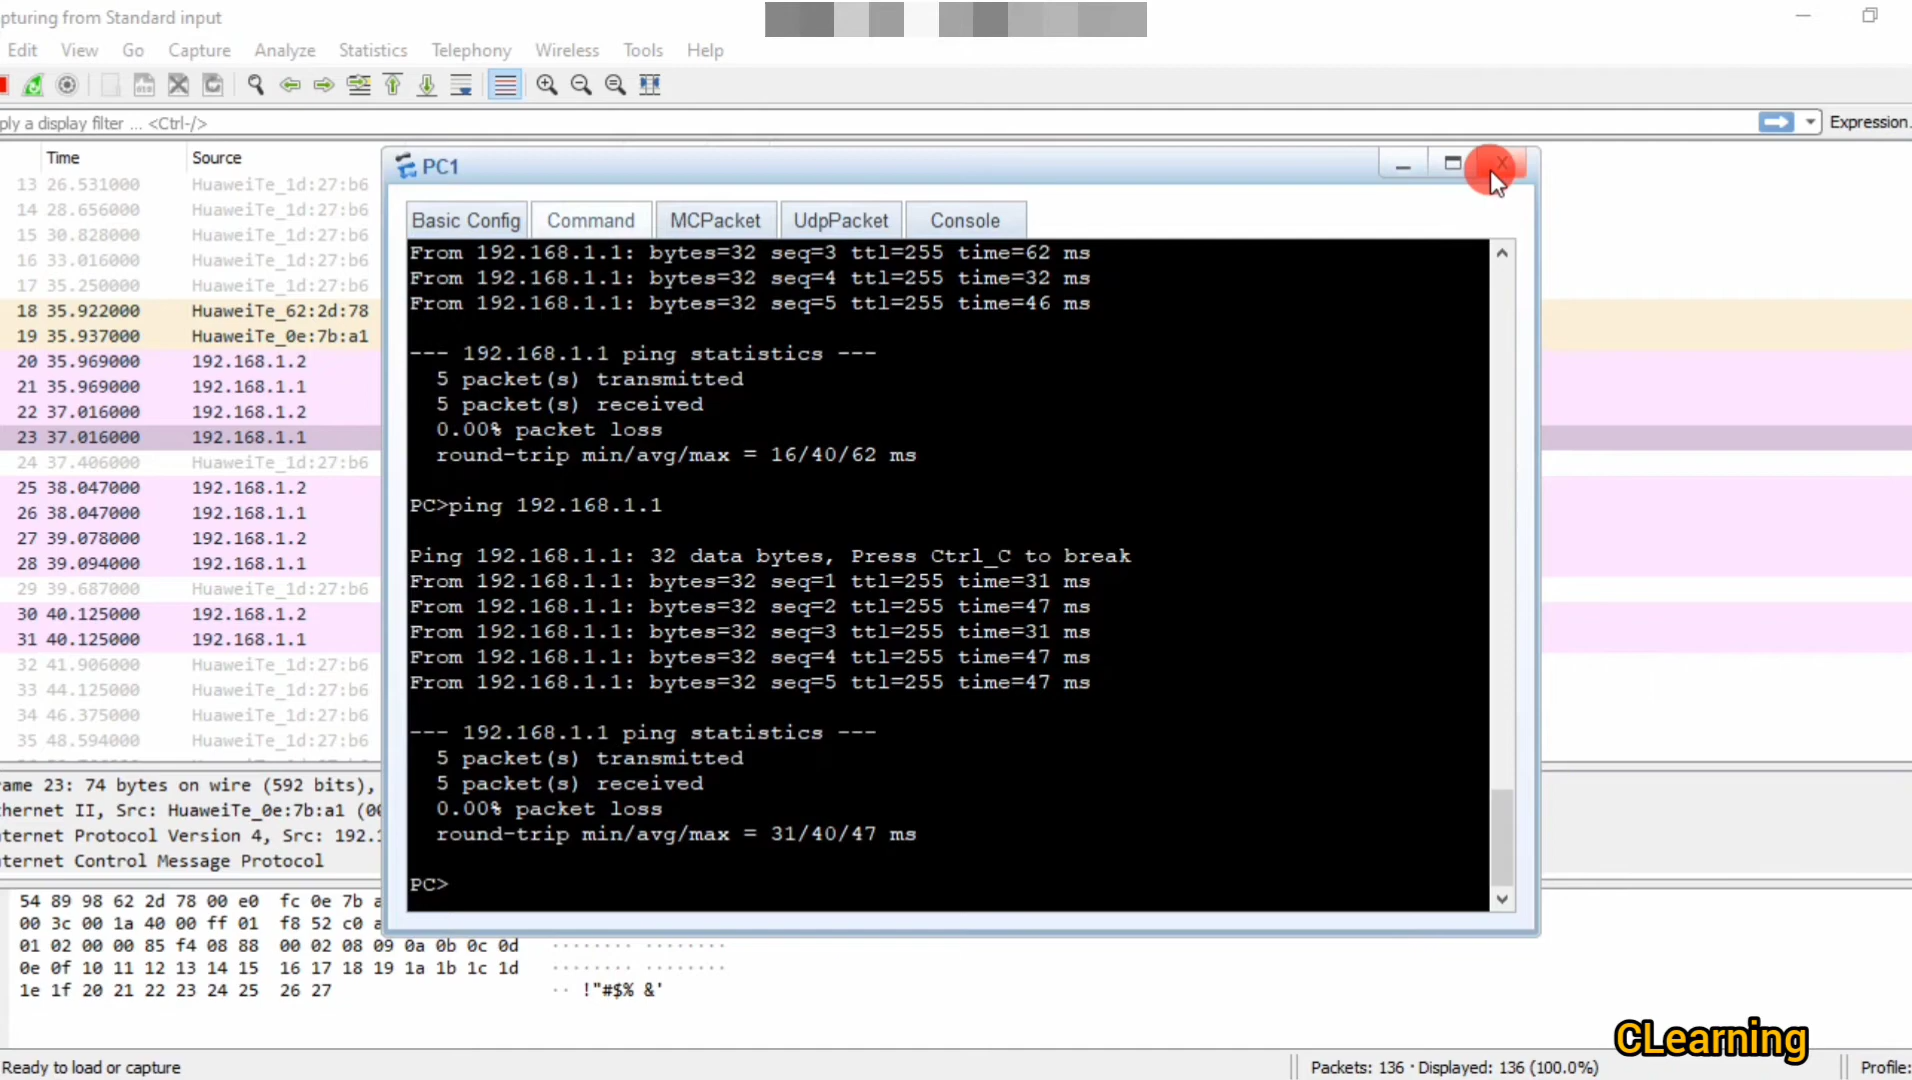 pturing from Standard input
Edit View Go Capture Analyze Statistics Telephony Wireless Tools Help
ply a display filter ... <Ctrl-/>
Expression.
Time Source
13 26.531000 HuaweiTe_1d:27:b6
14 28.656000 HuaweiTe_1d:27:b6
15 30.828000 HuaweiTe_1d:27:b6
16 33.016000 HuaweiTe_1d:27:b6
17 35.250000 HuaweiTe_1d:27:b6
18 35.922000 HuaweiTe_62:2d:78
19 35.937000 HuaweiTe_0e:7b:a1
20 35.969000 192.168.1.2
21 35.969000 192.168.1.1
22 37.016000 192.168.1.2
23 37.016000 192.168.1.1
24 37.406000 HuaweiTe_1d:27:b6
25 38.047000 192.168.1.2
26 38.047000 192.168.1.1
27 39.078000 192.168.1.2
28 39.094000 192.168.1.1
29 39.687000 HuaweiTe_1d:27:b6
30 40.125000 192.168.1.2
31 40.125000 192.168.1.1
32 41.906000 HuaweiTe_1d:27:b6
33 44.125000 HuaweiTe_1d:27:b6
34 46.375000 HuaweiTe_1d:27:b6
35 48.594000 HuaweiTe_1d:27:b6
PC1
Basic Config Command MCPacket UdpPacket Console
From 192.168.1.1: bytes=32 seq=3 ttl=255 time=62 ms
From 192.168.1.1: bytes=32 seq=4 ttl=255 time=32 ms
From 192.168.1.1: bytes=32 seq=5 ttl=255 time=46 ms
--- 192.168.1.1 ping statistics ---
5 packet(s) transmitted
5 packet(s) received
0.00% packet loss
round-trip min/avg/max = 16/40/62 ms
PC>ping 192.168.1.1
Ping 192.168.1.1: 32 data bytes, Press Ctrl_C to break
From 192.168.1.1: bytes=32 seq=1 ttl=255 time=31 ms
From 192.168.1.1: bytes=32 seq=2 ttl=255 time=47 ms
From 192.168.1.1: bytes=32 seq=3 ttl=255 time=31 ms
From 192.168.1.1: bytes=32 seq=4 ttl=255 time=47 ms
From 192.168.1.1: bytes=32 seq=5 ttl=255 time=47 ms
--- 192.168.1.1 ping statistics ---
5 packet(s) transmitted
5 packet(s) received
0.00% packet loss
round-trip min/avg/max = 31/40/47 ms
PC>
rame 23: 74 bytes on wire (592 bits),
thernet II, Src: HuaweiTe_0e:7b:a1 (00
nternet Protocol Version 4, Src: 192.1
nternet Control Message Protocol
54 89 98 62 2d 78 00 e0 fc 0e 7b a
00 3c 00 1a 40 00 ff 01 f8 52 c0 a
01 02 00 00 85 f4 08 88 00 02 08 09 0a 0b 0c 0d ········ ········
0e 0f 10 11 12 13 14 15 16 17 18 19 1a 1b 1c 1d ········ ········
1e 1f 20 21 22 23 24 25 26 27 ·· !"#$% &'
CLearning
Ready to load or capture
Packets: 136 · Displayed: 136 (100.0%)
Profile: